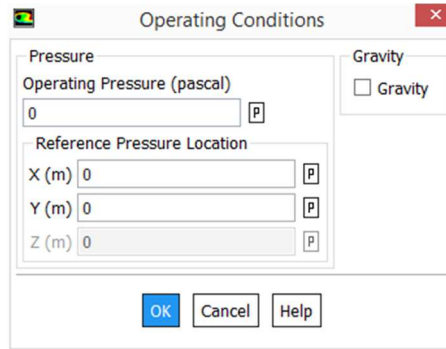 Operating Conditions
Pressure
Operating Pressure (pascal)
0
P
Reference Pressure Location
X (m) 0
P
Y (m) 0
P
Z (m) 0
P
Gravity
Gravity
OK Cancel Help